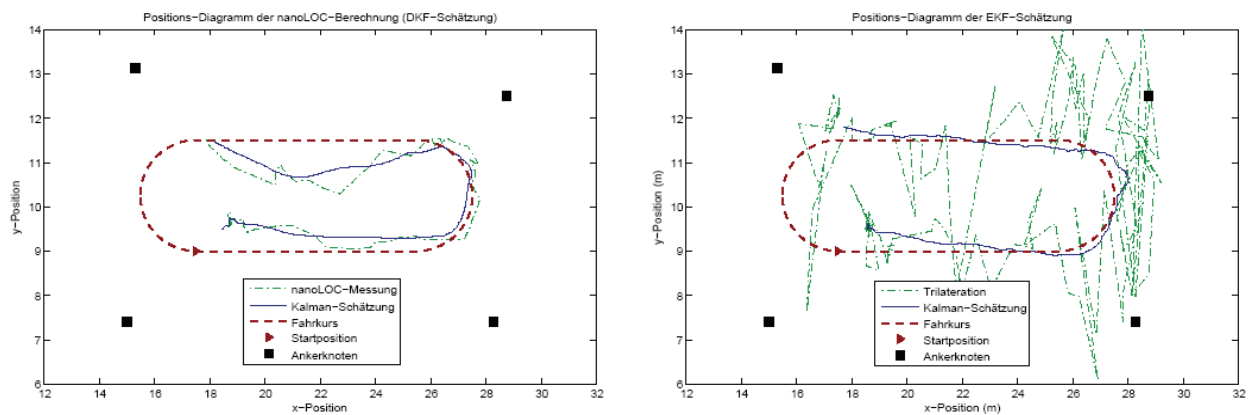 Positions-Diagramm der nanoLOC-Berechnung (DKF-Schätzung)
14
13
12
11
10
9
8
7
6
y-Position
12 14 16 18 20 22 24 26 28 30 32
x-Position
nanoLOC-Messung
Kalman-Schätzung
Fahrkurs
Startposition
Ankerknoten
Positions-Diagramm der EKF-Schätzung
14
13
12
11
10
9
8
7
6
y-Position (m)
12 14 16 18 20 22 24 26 28 30 32
x-Position (m)
Trilateration
Kalman-Schätzung
Fahrkurs
Startposition
Ankerknoten